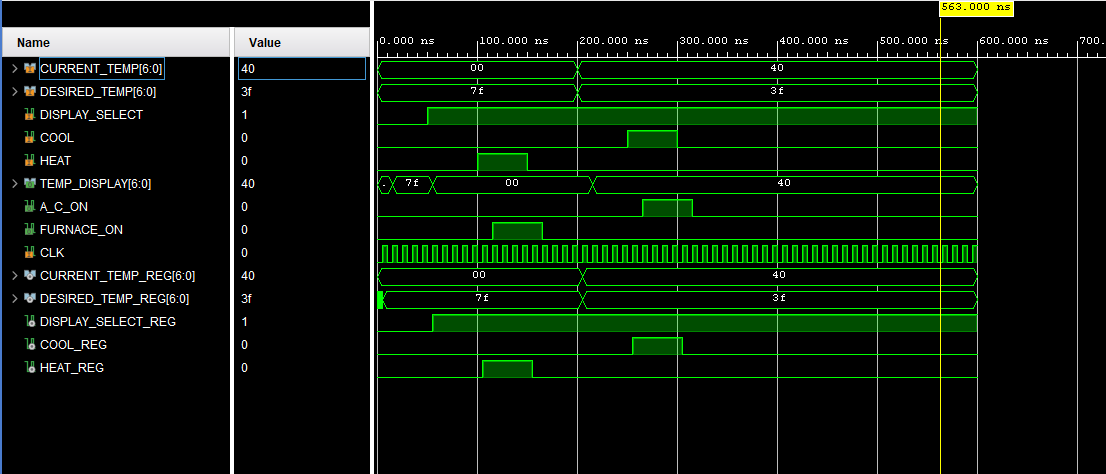 563.000 ns
Name Value 0.000 ns 100.000 ns 200.000 ns 300.000 ns 400.000 ns 500.000 ns 600.000 ns 700.
CURRENT_TEMP[6:0] 40 00 40
DESIRED_TEMP[6:0] 3f 7f 3f
DISPLAY_SELECT 1
COOL 0
HEAT 0
TEMP_DISPLAY[6:0] 40 . 7f 00 40
A_C_ON 0
FURNACE_ON 0
CLK 0
CURRENT_TEMP_REG[6:0] 40 00 40
DESIRED_TEMP_REG[6:0] 3f 7f 3f
DISPLAY_SELECT_REG 1
COOL_REG 0
HEAT_REG 0